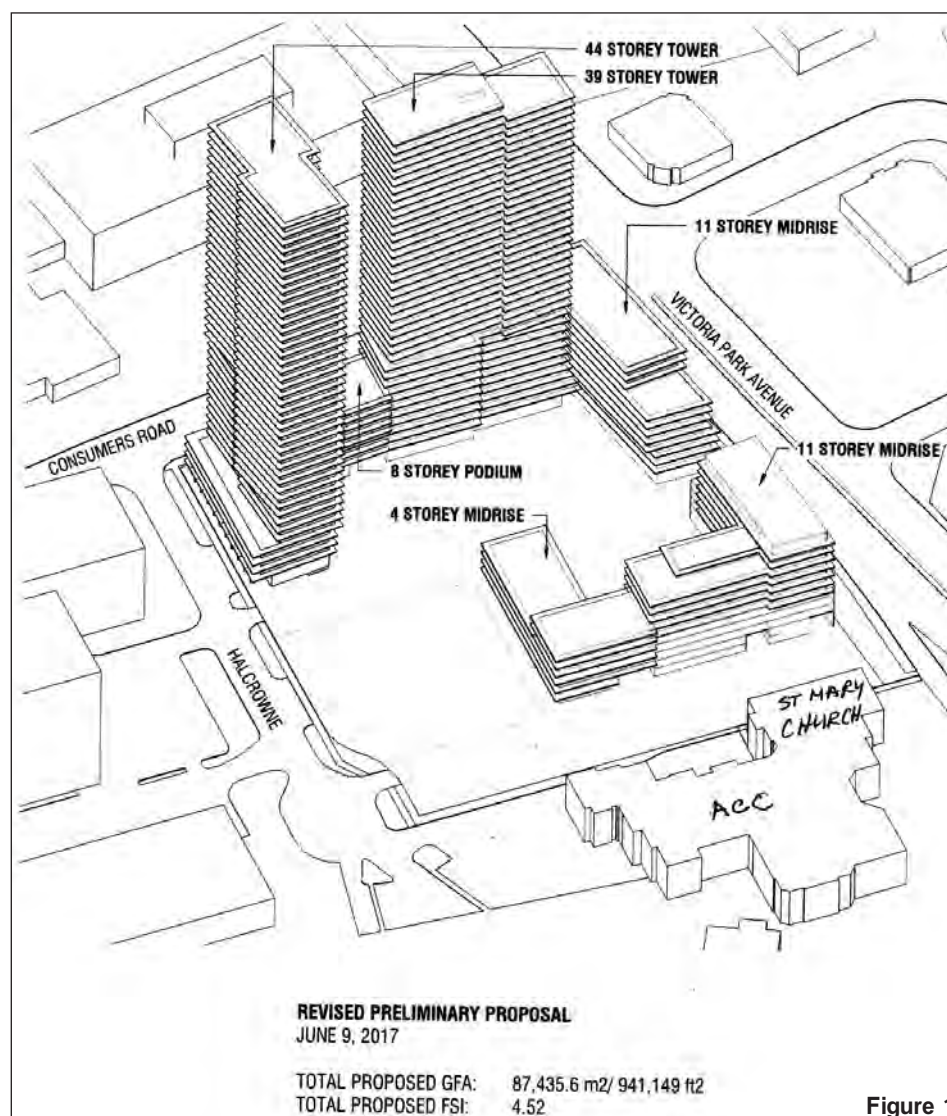 44 STOREY TOWER
39 STOREY TOWER
11 STOREY MIDRISE
VICTORIA PARK AVENUE
CONSUMERS ROAD
11 STOREY MIDRISE
8 STOREY PODIUM
4 STOREY MIDRISE
HALCROWNE
ST MARY
CHURCH
ACC
REVISED PRELIMINARY PROPOSAL
JUNE 9, 2017
TOTAL PROPOSED GFA: 87,435.6 m2/ 941,149 ft2
TOTAL PROPOSED FSI: 4.52
Figure 1